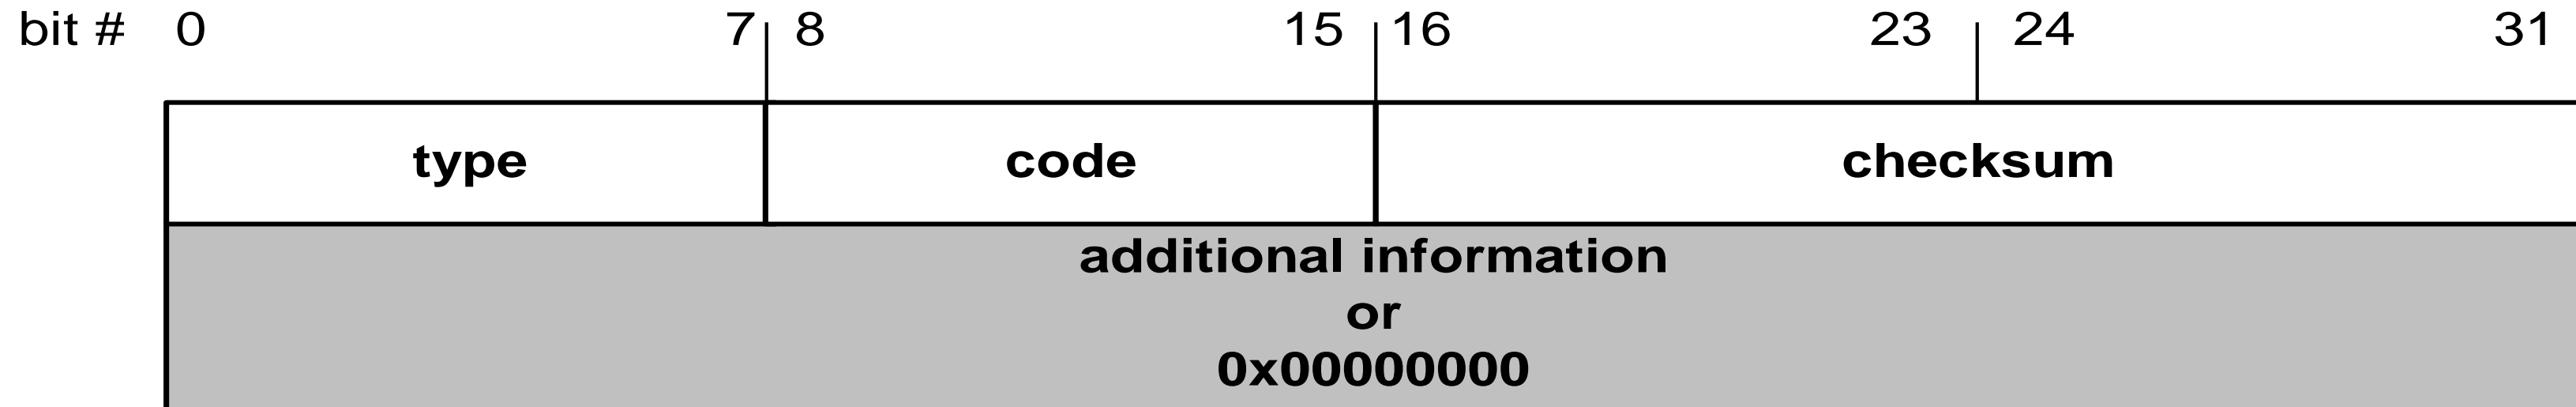 bit # 0 7 8 15 16 23 24 31
type code checksum
additional information
or
0x00000000